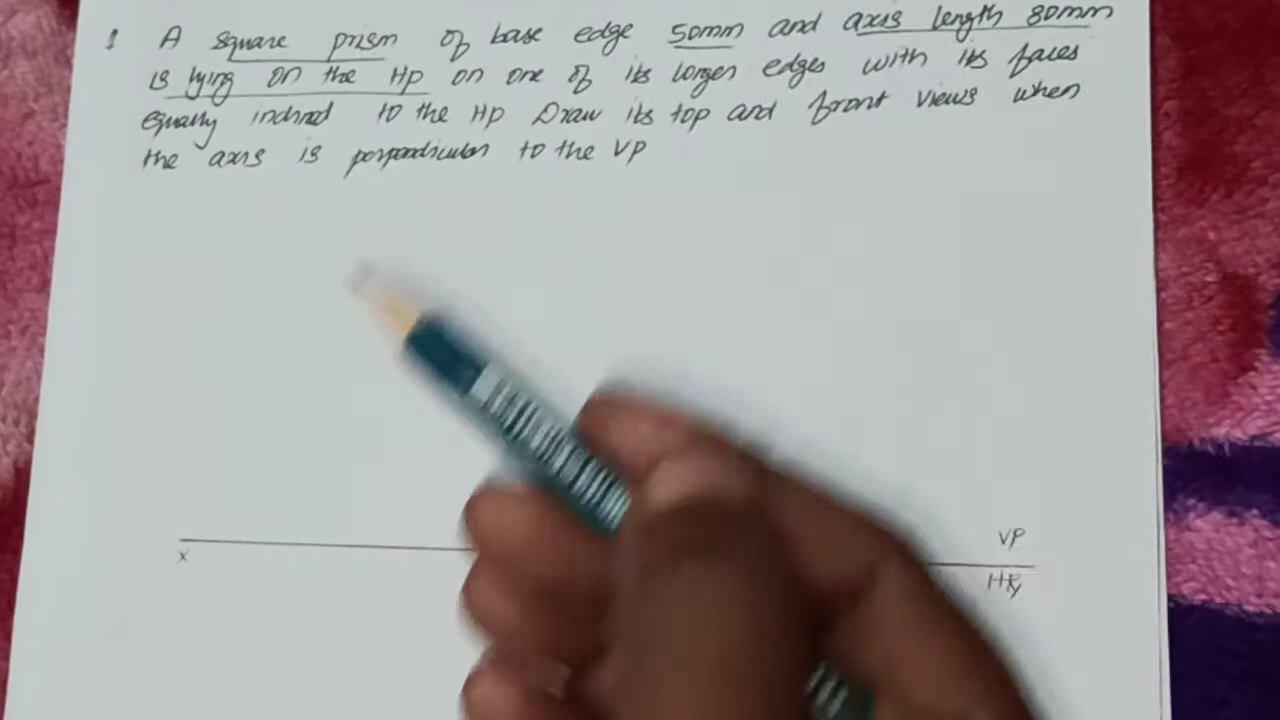 1 A square prism of base edge 50mm and axis length 80mm
is lying on the Hp on one of its longer edges with its faces
equally inclined to the HP Draw its top and front views when
the axis is perpendicular to the VP
VP
x
HP
y